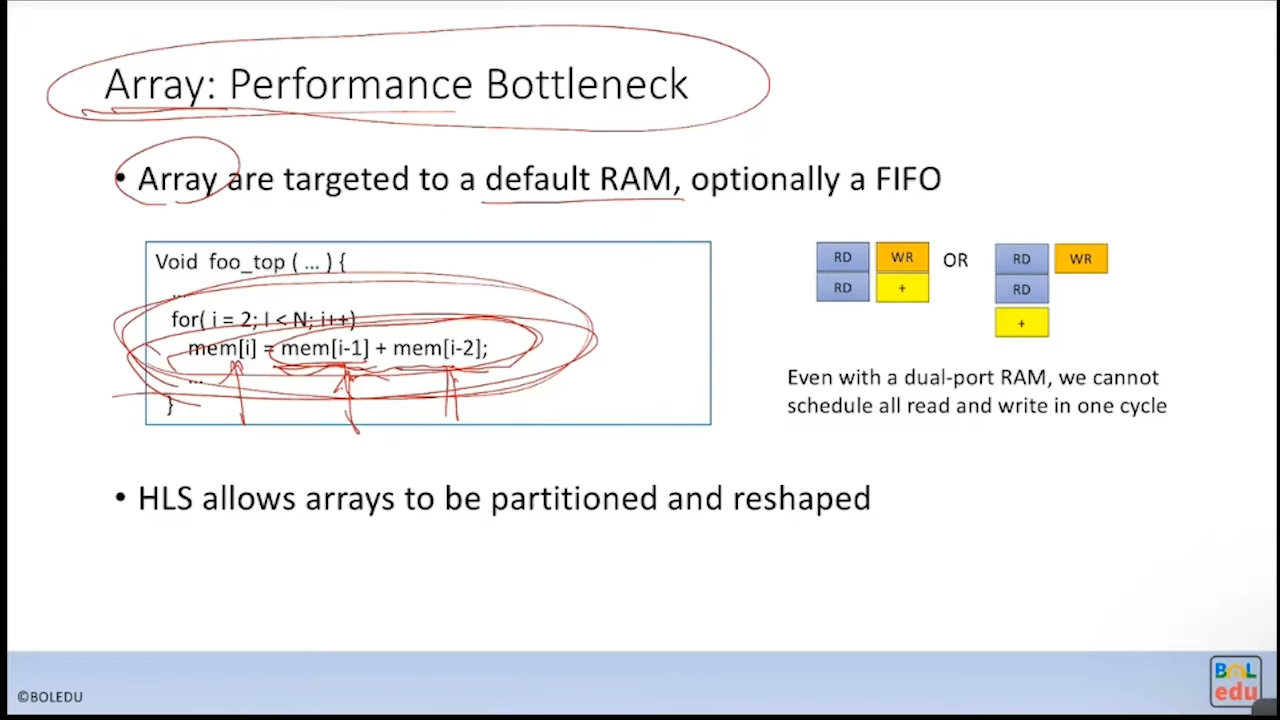 Array: Performance Bottleneck
• Array are targeted to a default RAM, optionally a FIFO
Void foo_top ( ... ) {
...
for( i = 2; I < N; i++)
mem[i] = mem[i-1] + mem[i-2];
...
}
RD WR OR RD WR
RD + RD
+
Even with a dual-port RAM, we cannot
schedule all read and write in one cycle
• HLS allows arrays to be partitioned and reshaped
©BOLEDU
BOL
edu